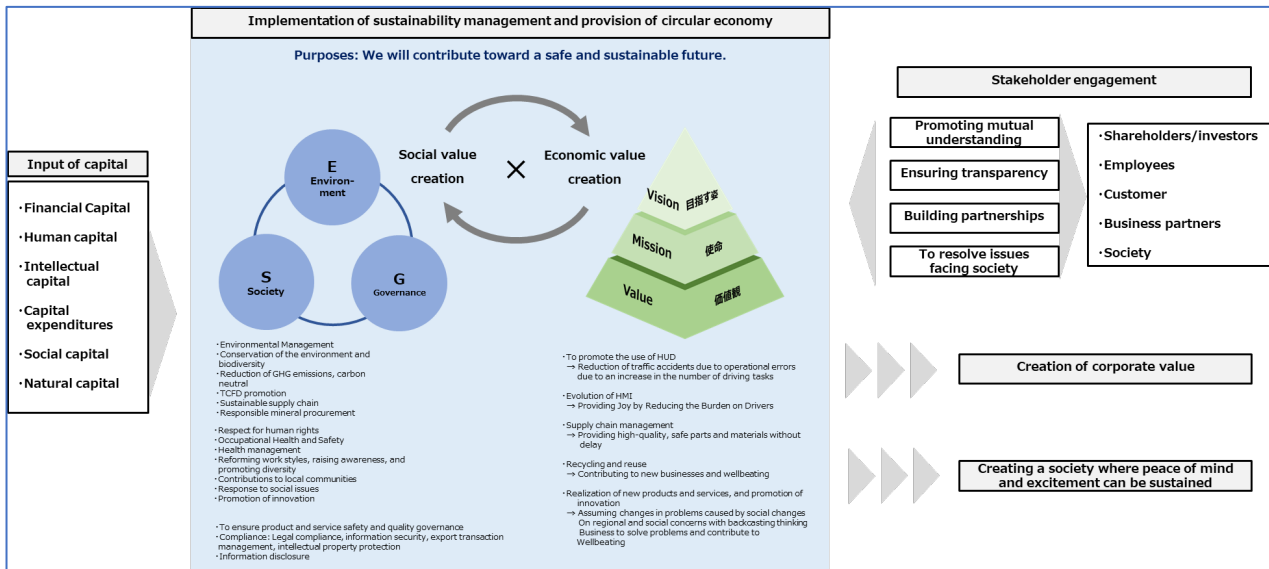 Implementation of sustainability management and provision of circular economy
Purposes: We will contribute toward a safe and sustainable future.
Input of capital
・Financial Capital
・Human capital
・Intellectual
capital
・Capital
expenditures
・Social capital
・Natural capital
E
Environ-
ment
S
Society
G
Governance
Social value
creation
×
Economic value
creation
Vision 目指す姿
Mission 使命
Value 価値観
・Environmental Management
・Conservation of the environment and
biodiversity
・Reduction of GHG emissions, carbon
neutral
・TCFD promotion
・Sustainable supply chain
・Responsible mineral procurement
・Respect for human rights
・Occupational Health and Safety
・Health management
・Reforming work styles, raising awareness, and
promoting diversity
・Contributions to local communities
・Response to social issues
・Promotion of innovation
・To ensure product and service safety and quality governance
・Compliance: Legal compliance, information security, export transaction
management, intellectual property protection
・Information disclosure
・To promote the use of HUD
→ Reduction of traffic accidents due to operational errors
due to an increase in the number of driving tasks
・Evolution of HMI
→ Providing Joy by Reducing the Burden on Drivers
・Supply chain management
→ Providing high-quality, safe parts and materials without
delay
・Recycling and reuse
→ Contributing to new businesses and wellbeating
・Realization of new products and services, and promotion of
innovation
→ Assuming changes in problems caused by social changes
On regional and social concerns with backcasting thinking
Business to solve problems and contribute to
Wellbeating
Stakeholder engagement
Promoting mutual
understanding
Ensuring transparency
Building partnerships
To resolve issues
facing society
・Shareholders/investors
・Employees
・Customer
・Business partners
・Society
Creation of corporate value
Creating a society where peace of mind
and excitement can be sustained